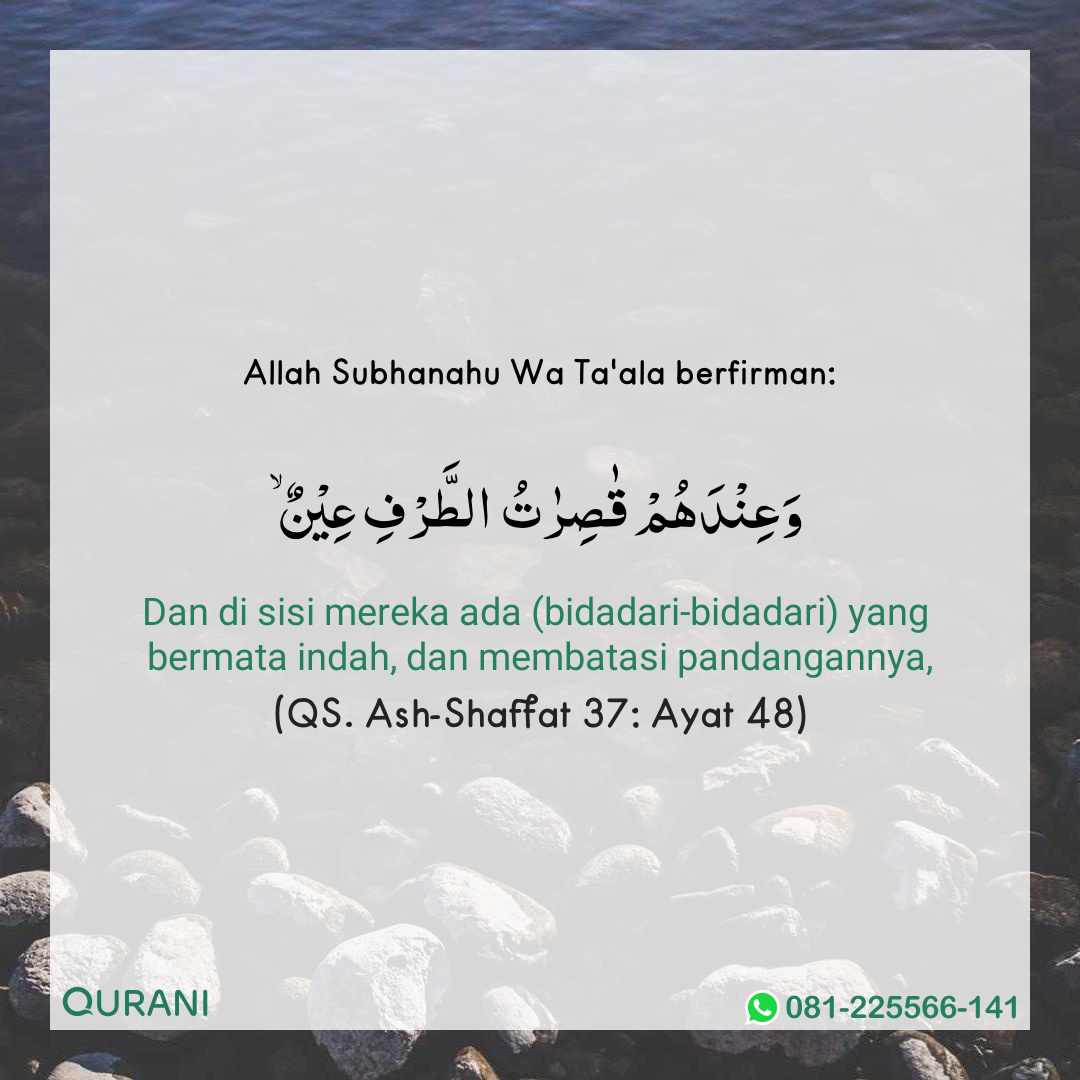 Allah Subhanahu Wa Ta'ala berfirman:
وَعِنْدَهُمْ قٰصِرٰتُ الطَّرْفِ عِيْنٌۙ
Dan di sisi mereka ada (bidadari-bidadari) yang
bermata indah, dan membatasi pandangannya,
(QS. Ash-Shaffat 37: Ayat 48)
QURANI
081-225566-141